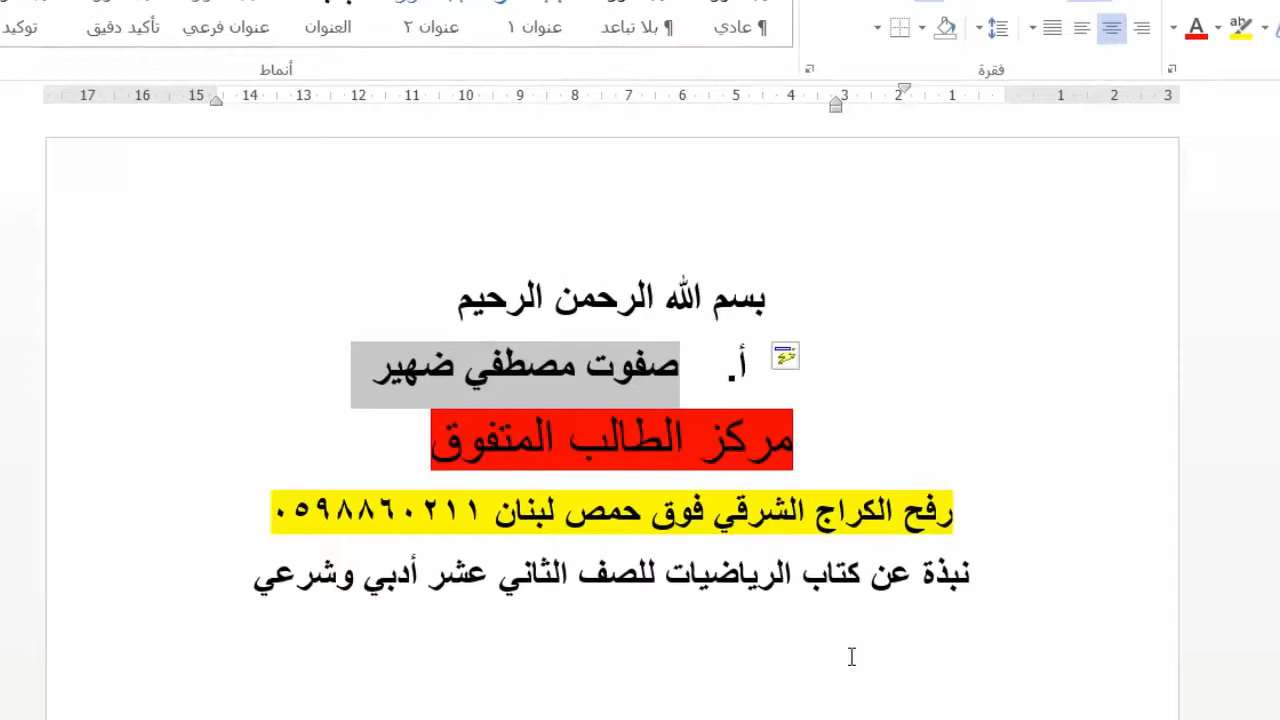 ¶ عادي ¶ بلا تباعد عنوان ١ عنوان ٢ العنوان عنوان فرعي تأكيد دقيق توكيد
فقرة أنماط
3 2 1 1 2 3 4 5 6 7 8 9 10 11 12 13 14 15 16 17
بسم الله الرحمن الرحيم
أ. صفوت مصطفي ضهير
مركز الطالب المتفوق
رفح الكراج الشرقي فوق حمص لبنان ٠٥٩٨٨٦٠٢١١
نبذة عن كتاب الرياضيات للصف الثاني عشر أدبي وشرعي